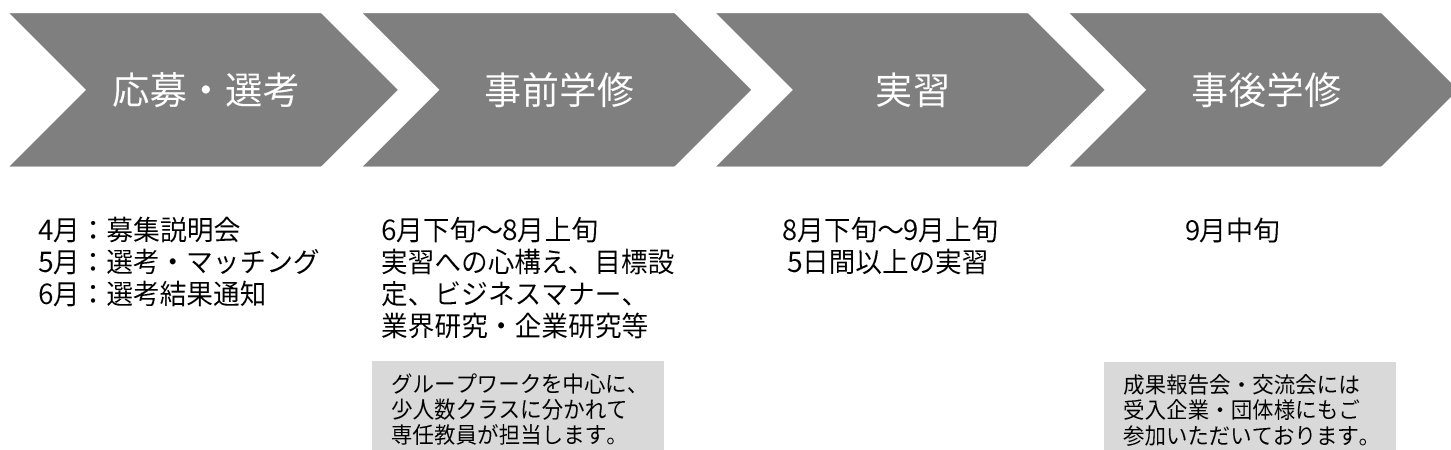 応募・選考
事前学修
実習
事後学修
4月：募集説明会
5月：選考・マッチング
6月：選考結果通知
6月下旬～8月上旬
実習への心構え、目標設
定、ビジネスマナー、
業界研究・企業研究等
グループワークを中心に、
少人数クラスに分かれて
専任教員が担当します。
8月下旬～9月上旬
5日間以上の実習
9月中旬
成果報告会・交流会には
受入企業・団体様にもご
参加いただいております。